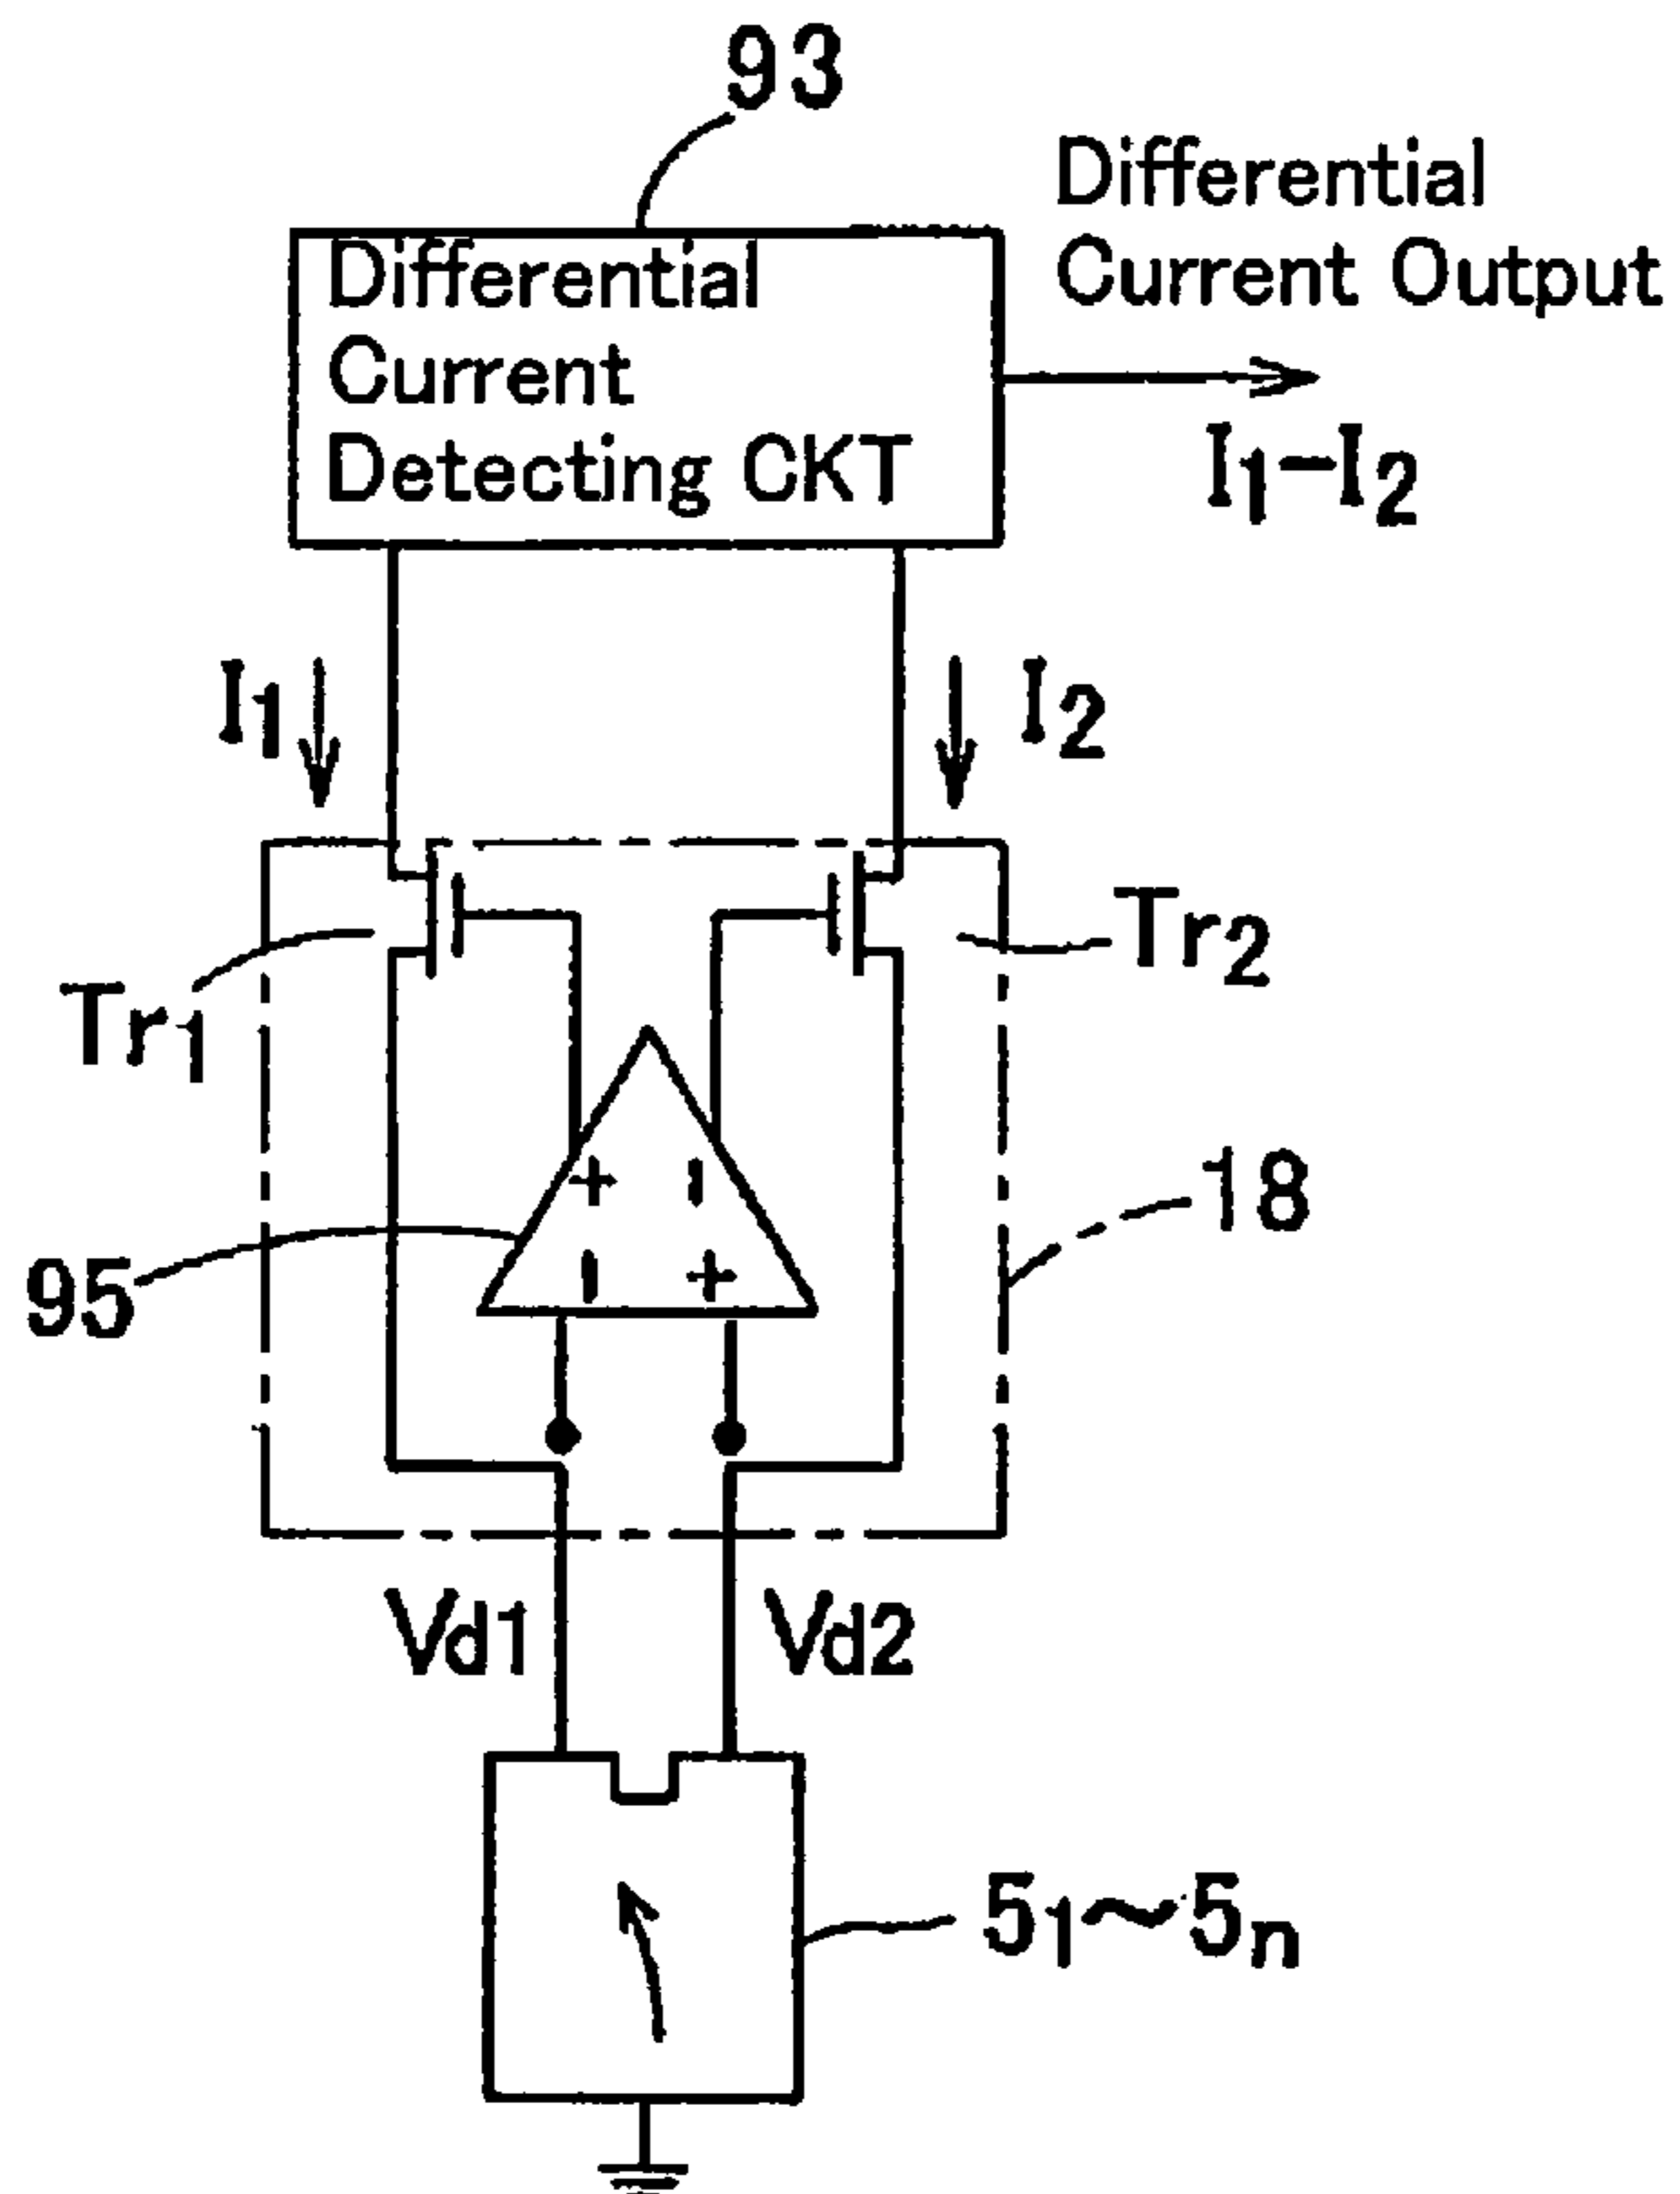 93
Differential
Current Output
Differential
Current
Detecting CKT
I1-I2
I1
I2
Tr1
Tr2
+ -
- +
95
18
Vd1
Vd2
51~5n